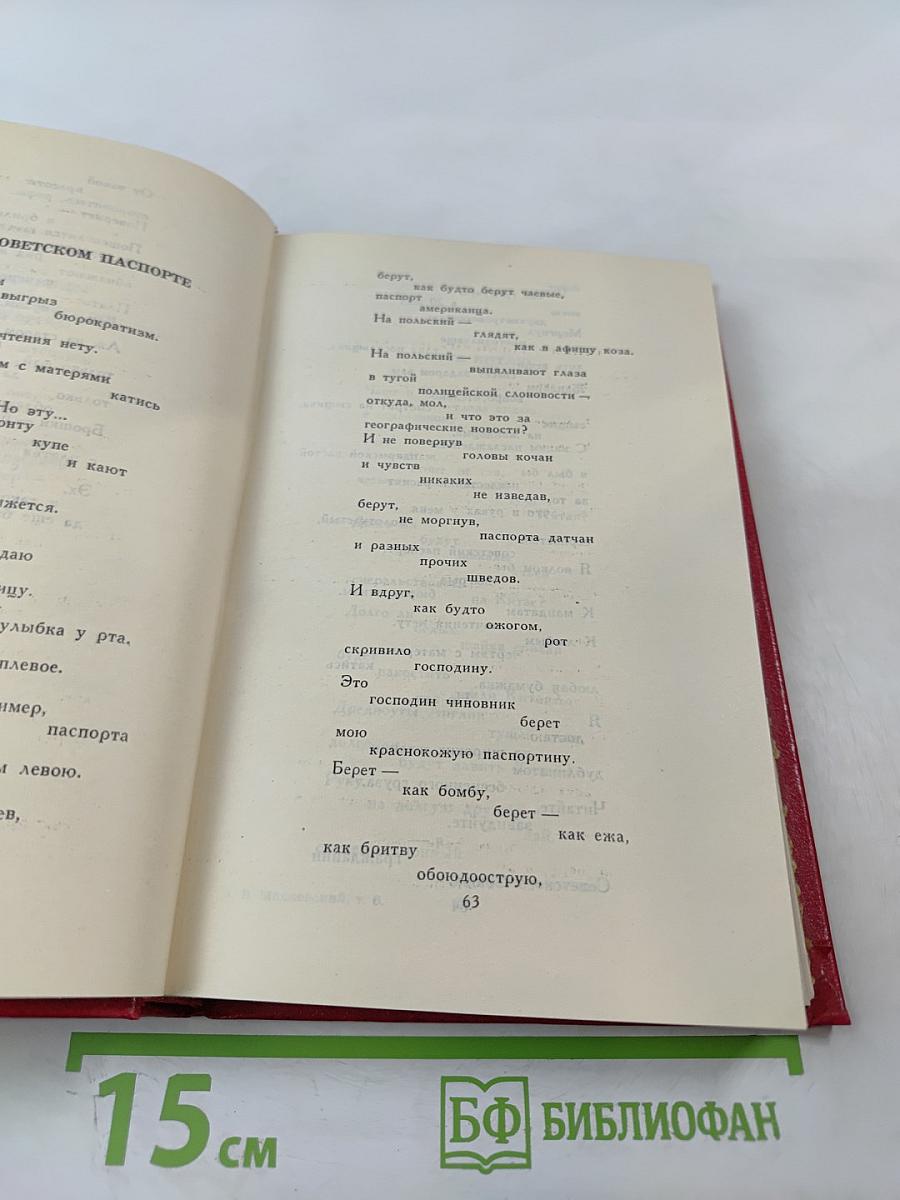 ОВЕТСКОМ ПАСПОРТЕ
выгрыз
бюрократизм.
чтения нету.
м с матерями
катись
Но эту...
онту
купе
и кают
жется.
даю
ицу.
улыбка у рта,
плевое.
имер,
паспорта
м левою.
ев,
берут,
как будто берут чаевые,
паспорт
американца.
На польский —
глядят,
как в афишу коза.
На польский —
выпяливают глаза
в тугой
полицейской слоновости —
откуда, мол,
и что это за
географические новости?
И не повернув
головы кочан
и чувств
никаких
не изведав,
берут,
не моргнув,
паспорта датчан
и разных
прочих
шведов.
И вдруг,
как будто
ожогом,
рот
скривило
господину.
Это
господин чиновник
берет
мою
краснокожую паспортину.
Берет —
как бомбу,
берет —
как ежа,
как бритву
обоюдоострую,
63
15 см
БФ БИБЛИОФАН